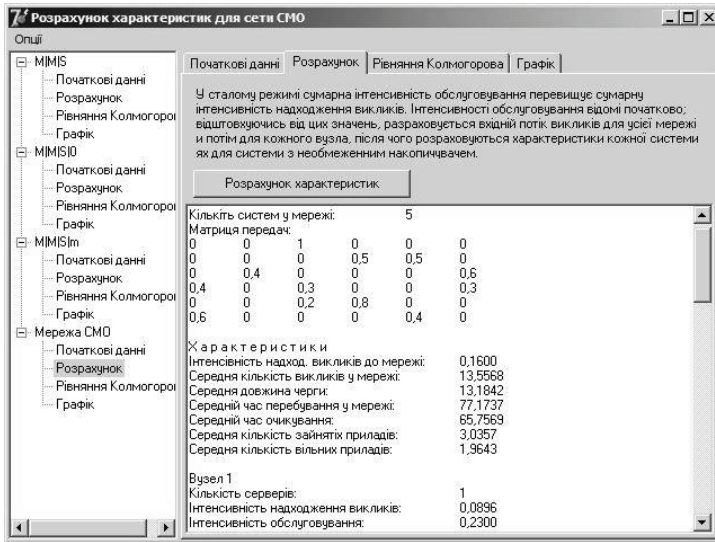 Розрахунок характеристик для сети СМО
Опції
M|M|S
Початкові данні
Розрахунок
Рівняння Колмогоро
Графік
M|M|S|0
Початкові данні
Розрахунок
Рівняння Колмогоро
Графік
M|M|S|m
Початкові данні
Розрахунок
Рівняння Колмогоро
Графік
Мережа СМО
Початкові данні
Розрахунок
Рівняння Колмогоро
Графік
Початкові данні Розрахунок Рівняння Колмогорова Графік
У сталому режимі сумарна інтенсивність обслуговування перевищує сумарну
інтенсивність надходження викликів. Інтенсивности обслуговування відомі початково;
відштовхуючись від цих значень, разраховується вхідній потік викликів для усієї мережі
и потім для кожного вузла, після чого розраховуються характеристики кожної системи
ях для системи з необмеженним накопичувачем.
Розрахунок характеристик
Кількіть систем у мережі: 5
Матриця передач:
0 0 1 0 0 0
0 0 0 0,5 0,5 0
0 0,4 0 0 0 0,6
0,4 0 0,3 0 0 0,3
0 0 0,2 0,8 0 0
0,6 0 0 0 0,4 0
Характеристики
Інтенсівність надход. викликів до мережі: 0,1600
Середня кількість викликів у мережі: 13,5568
Середня довжина черги: 13,1842
Середній час перебування у мережі: 77,1737
Середній час очикування: 65,7569
Середня кількість зайнятіх приладів: 3,0357
Середня кількість вільних приладів: 1,9643
Вузел 1
Кількість серверів: 1
Інтенсивність надходження викликів: 0,0896
Інтенсивність обслуговування: 0,2300